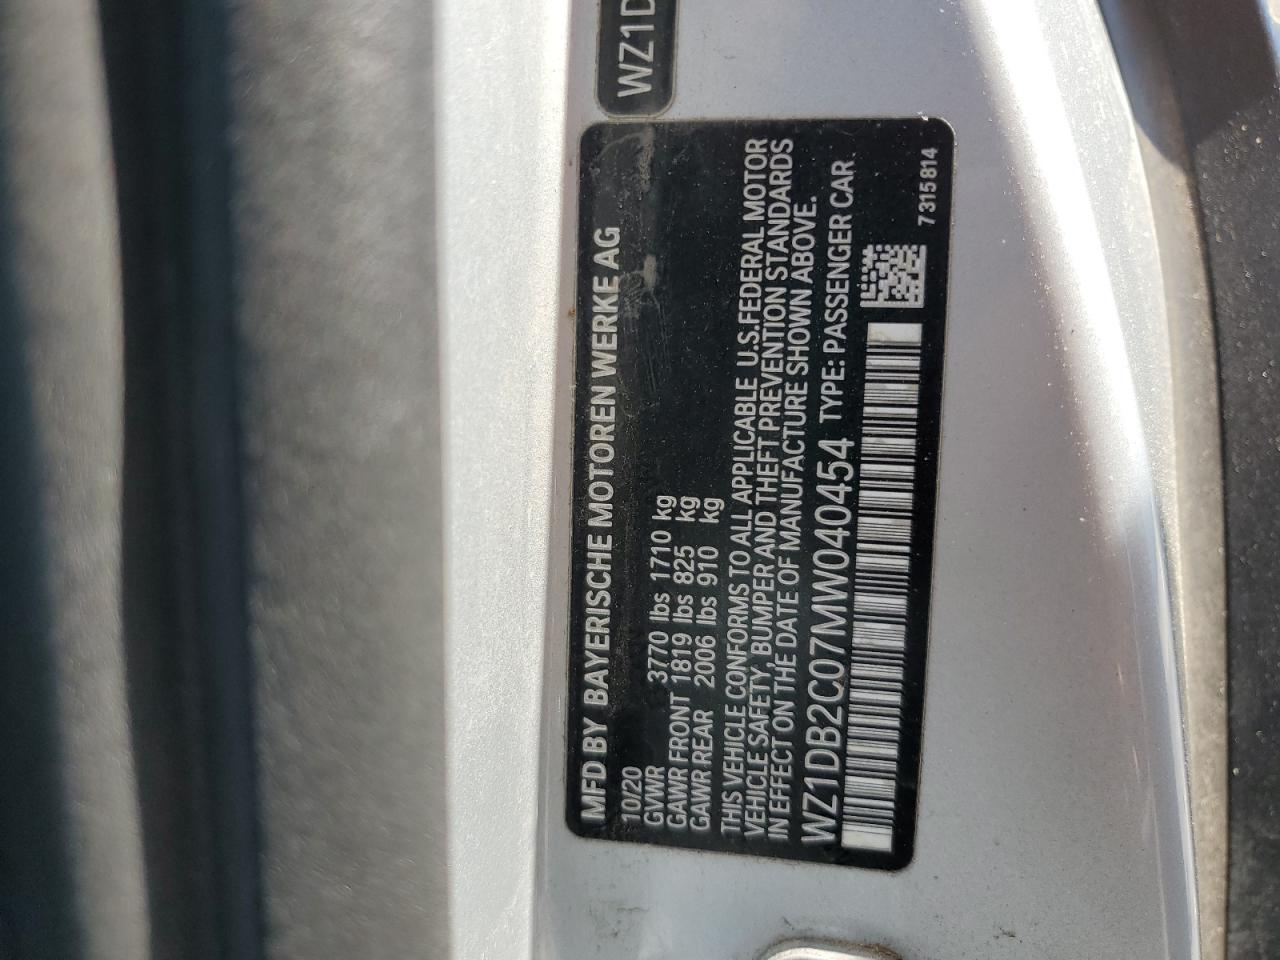 WZ1D
MFD BY BAYERISCHE MOTOREN WERKE AG
10/20
GVWR 3770 lbs 1710 kg
GAWR FRONT 1819 lbs 825 kg
GAWR REAR 2006 lbs 910 kg
THIS VEHICLE CONFORMS TO ALL APPLICABLE U.S.FEDERAL MOTOR
VEHICLE SAFETY, BUMPER AND THEFT PREVENTION STANDARDS
IN EFFECT ON THE DATE OF MANUFACTURE SHOWN ABOVE.
WZ1DB2C07MW040454 TYPE: PASSENGER CAR
7315814